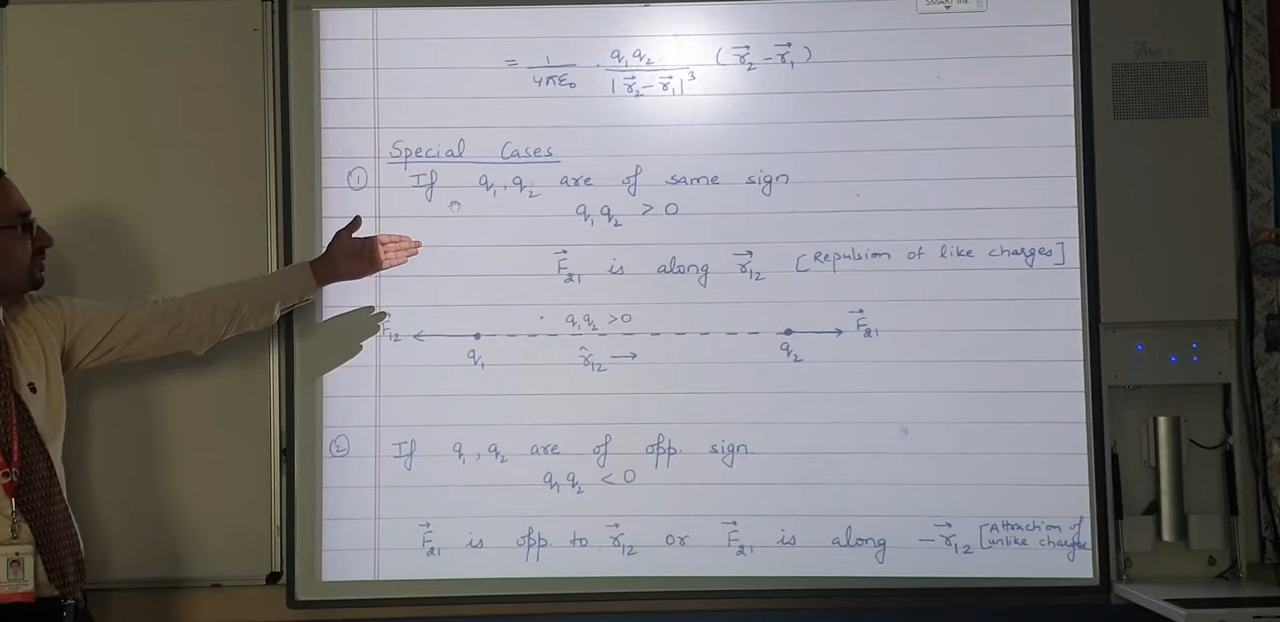 SMART Ink
= 1/4πε₀ · q₁q₂/|r⃗₂-r⃗₁|³ (r⃗₂-r⃗₁)
Special Cases
① If q₁, q₂ are of same sign
q₁q₂ > 0
F⃗₂₁ is along r⃗₁₂ [Repulsion of like charges]
q₁q₂ > 0
F⃗₁₂ F⃗₂₁
q₁ r̂₁₂ → q₂
② If q₁, q₂ are of opp. sign.
q₁q₂ < 0
F⃗₂₁ is opp. to r⃗₁₂ or F⃗₂₁ is along -r⃗₁₂ [Attraction of
unlike charges